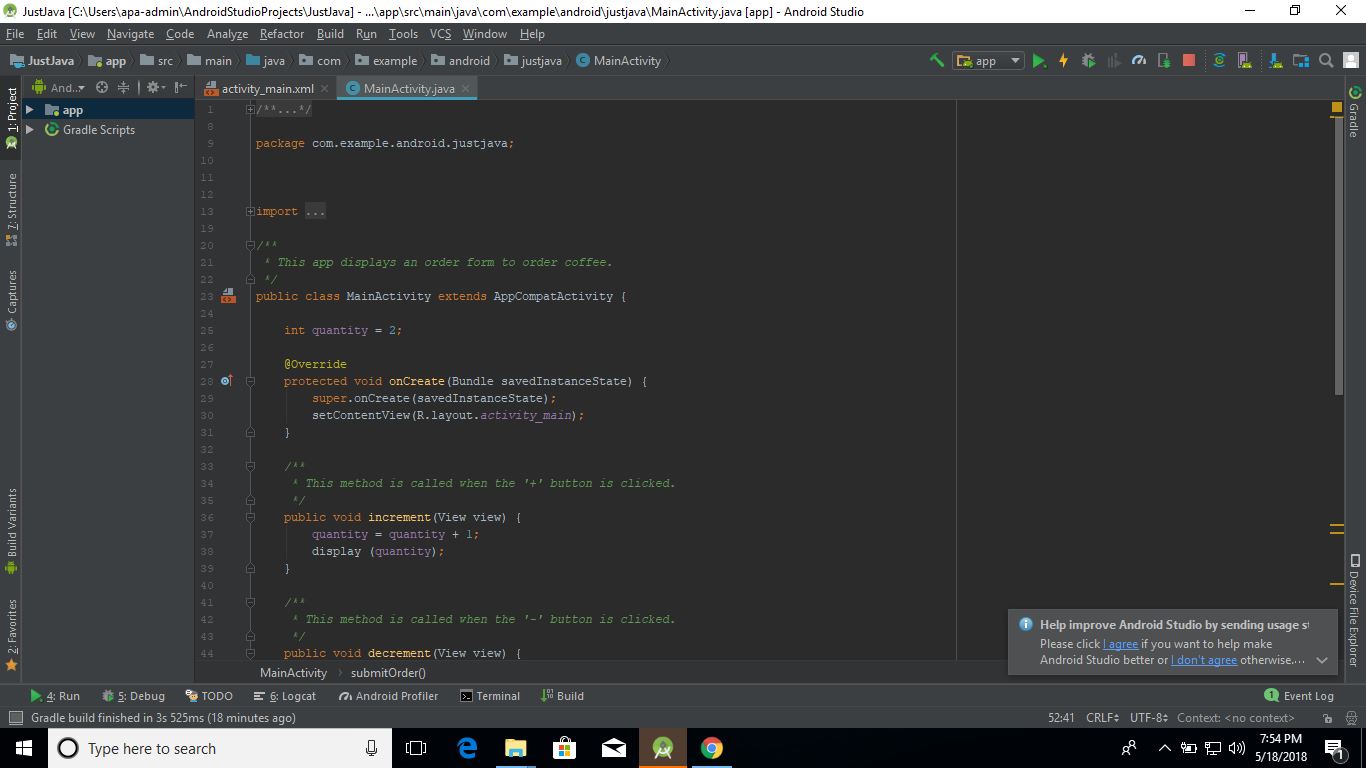 JustJava [C:\Users\apa-admin\AndroidStudioProjects\JustJava] - ...\app\src\main\java\com\example\android\justjava\MainActivity.java [app] - Android Studio
File Edit View Navigate Code Analyze Refactor Build Run Tools VCS Window Help
JustJava app src main java com example android justjava MainActivity app
And.. activity_main.xml MainActivity.java
1: Project
7: Structure
Captures
Build Variants
2: Favorites
app
Gradle Scripts
1 /**...*/
8
9 package com.example.android.justjava;
10
11
12
13 import ...
19
20 /**
21 * This app displays an order form to order coffee.
22 */
23 public class MainActivity extends AppCompatActivity {
24
25 int quantity = 2;
26
27 @Override
28 protected void onCreate(Bundle savedInstanceState) {
29 super.onCreate(savedInstanceState);
30 setContentView(R.layout.activity_main);
31 }
32
33 /**
34 * This method is called when the '+' button is clicked.
35 */
36 public void increment(View view) {
37 quantity = quantity + 1;
38 display (quantity);
39 }
40
41 /**
42 * This method is called when the '-' button is clicked.
43 */
44 public void decrement(View view) {
Gradle
Device File Explorer
Help improve Android Studio by sending usage st
Please click I agree if you want to help make
Android Studio better or I don't agree otherwise....
MainActivity submitOrder()
4: Run 5: Debug TODO 6: Logcat Android Profiler Terminal Build 1 Event Log
Gradle build finished in 3s 525ms (18 minutes ago) 52:41 CRLF UTF-8 Context: <no context>
Type here to search
7:54 PM
5/18/2018
1